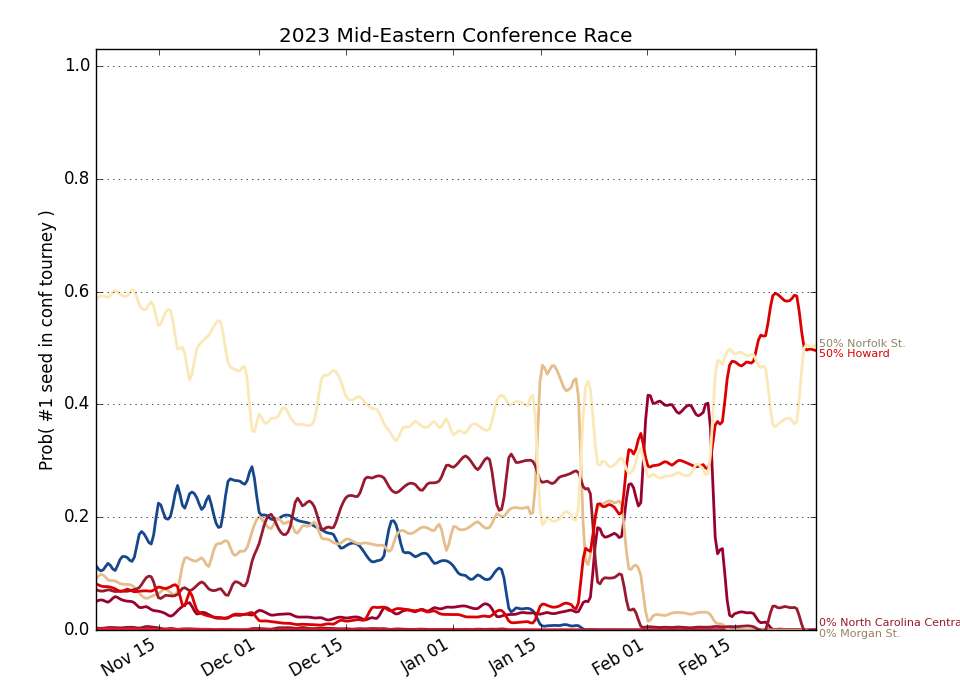 2023 Mid-Eastern Conference Race
Prob( #1 seed in conf tourney )
1.0
0.8
0.6
0.4
0.2
0.0
50% Norfolk St.
50% Howard
0% North Carolina Centra
0% Morgan St.
Nov 15
Dec 01
Dec 15
Jan 01
Jan 15
Feb 01
Feb 15